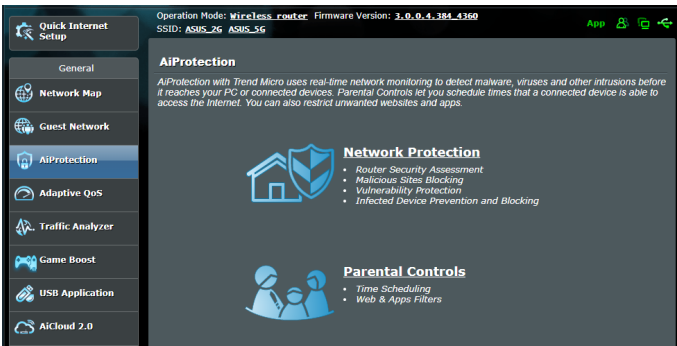 Quick Internet
Setup
General
Network Map
Guest Network
AiProtection
Adaptive QoS
Traffic Analyzer
Game Boost
USB Application
AiCloud 2.0
Operation Mode: Wireless router Firmware Version: 3.0.0.4.384_4360
SSID: ASUS_2G ASUS_5G
App
AiProtection
AiProtection with Trend Micro uses real-time network monitoring to detect malware, viruses and other intrusions before
it reaches your PC or connected devices. Parental Controls let you schedule times that a connected device is able to
access the Internet. You can also restrict unwanted websites and apps.
Network Protection
• Router Security Assessment
• Malicious Sites Blocking
• Vulnerability Protection
• Infected Device Prevention and Blocking
Parental Controls
• Time Scheduling
• Web & Apps Filters